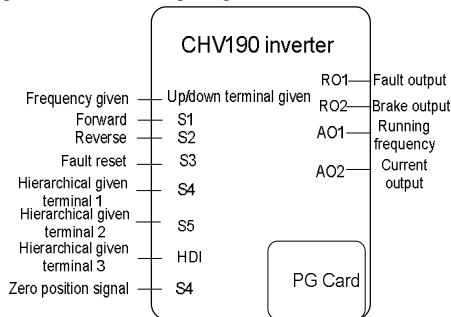 CHV190 inverter
Frequency given
Up/down terminal given
Forward
S1
Reverse
S2
Fault reset
S3
Hierarchical given
terminal 1
S4
Hierarchical given
terminal 2
S5
Hierarchical given
terminal 3
HDI
Zero position signal
S4
RO1
Fault output
RO2
Brake output
AO1
Running
frequency
AO2
Current
output
PG Card